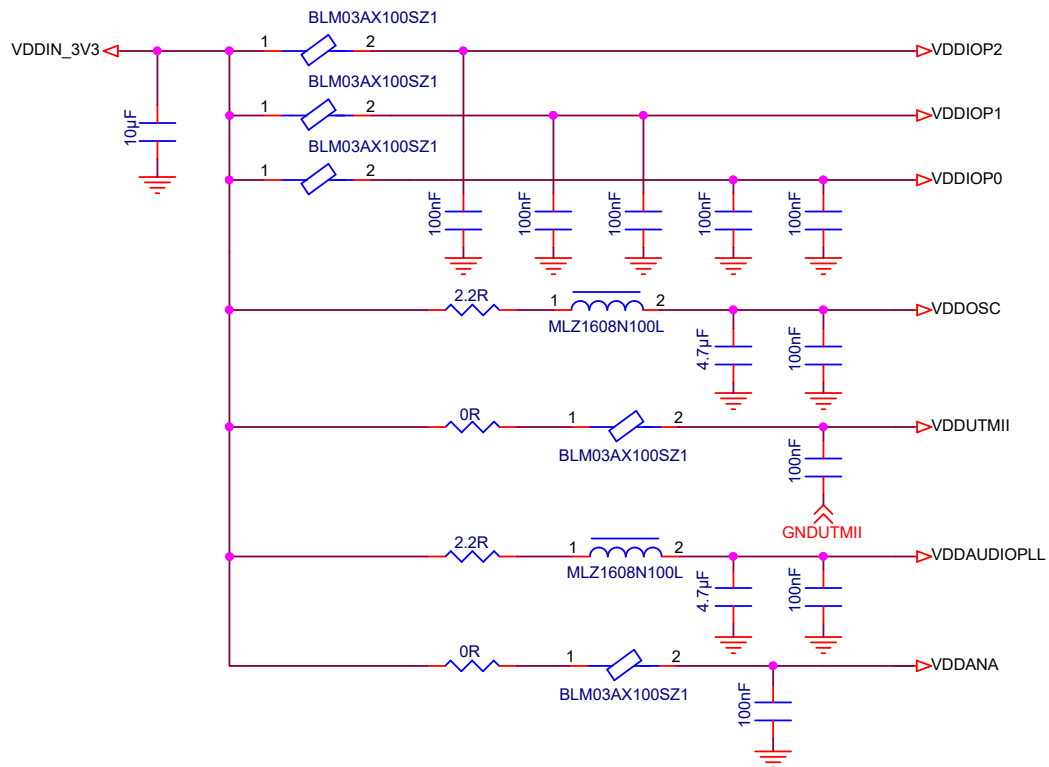 BLM03AX100SZ1
VDDIN_3V3
1
2
VDDIOP2
BLM03AX100SZ1
1
2
VDDIOP1
10µF
BLM03AX100SZ1
1
2
VDDIOP0
100nF
100nF
100nF
100nF
100nF
2.2R
1
2
VDDOSC
MLZ1608N100L
4.7µF
100nF
0R
1
2
VDDUTMII
BLM03AX100SZ1
100nF
GNDUTMII
2.2R
1
2
VDDAUDIOPLL
MLZ1608N100L
4.7µF
100nF
0R
1
2
VDDANA
BLM03AX100SZ1
100nF